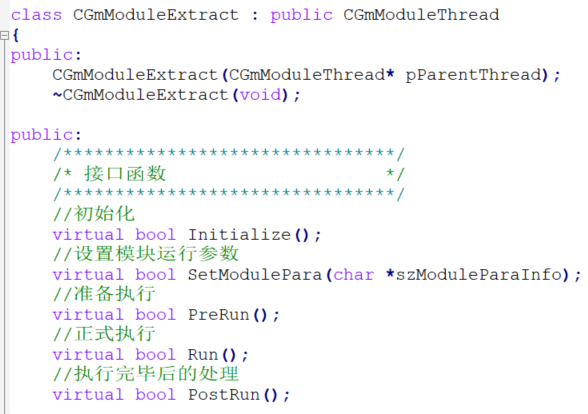 class CGmModuleExtract : public CGmModuleThread
{
public:
    CGmModuleExtract(CGmModuleThread* pParentThread);
    ~CGmModuleExtract(void);

public:
    /********************************/
    /* 接口函数                     */
    /********************************/
    //初始化
    virtual bool Initialize();
    //设置模块运行参数
    virtual bool SetModulePara(char *szModuleParaInfo);
    //准备执行
    virtual bool PreRun();
    //正式执行
    virtual bool Run();
    //执行完毕后的处理
    virtual bool PostRun();